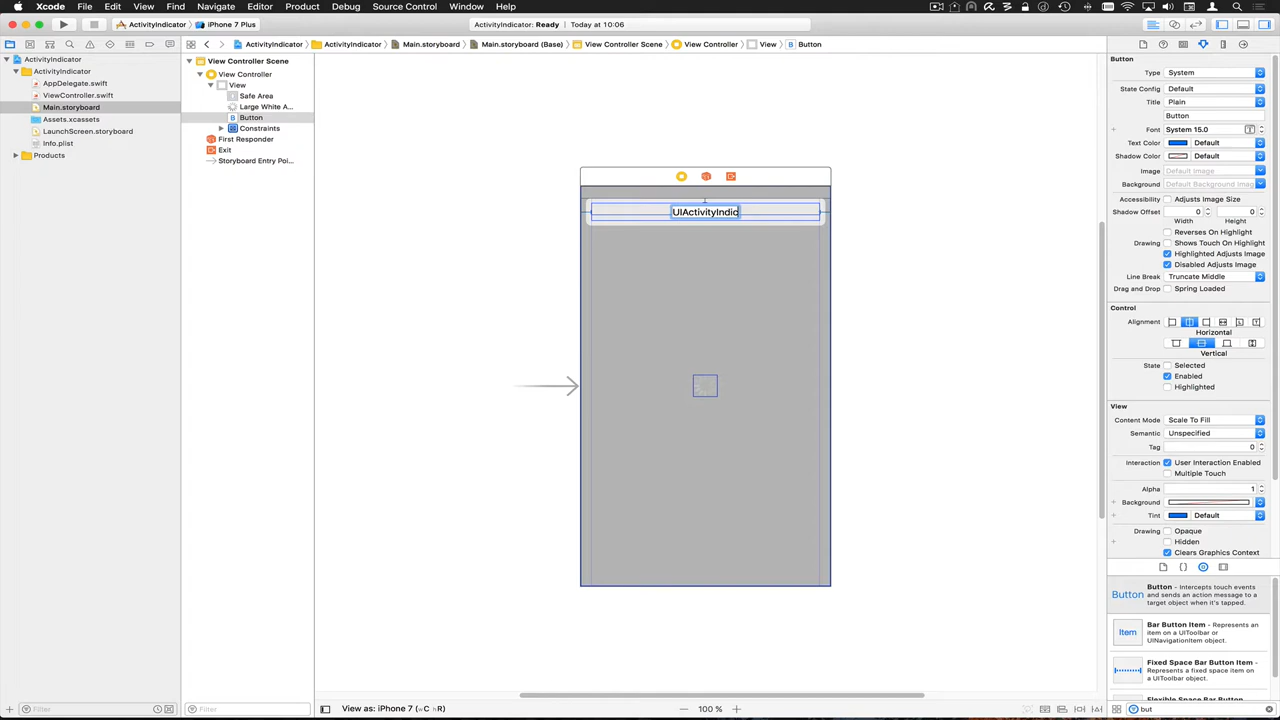 Xcode File Edit View Find Navigate Editor Product Debug Source Control Window Help
ActivityIndicator iPhone 7 Plus
ActivityIndicator: Ready | Today at 10:06
ActivityIndicator ActivityIndicator Main.storyboard Main.storyboard (Base) View Controller Scene View Controller View B Button
ActivityIndicator
ActivityIndicator
AppDelegate.swift
ViewController.swift
Main.storyboard
Assets.xcassets
LaunchScreen.storyboard
Info.plist
Products
View Controller Scene
View Controller
View
Safe Area
Large White A...
B Button
Constraints
First Responder
Exit
Storyboard Entry Poi...
UIActivityIndic
Button
Type System
State Config Default
Title Plain
Button
Font System 15.0
Text Color Default
Shadow Color Default
Image Default Image
Background Default Background Imag
Accessibility Adjusts Image Size
Shadow Offset 0 0
Width Height
Reverses On Highlight
Drawing Shows Touch On Highlight
Highlighted Adjusts Image
Disabled Adjusts Image
Line Break Truncate Middle
Drag and Drop Spring Loaded
Control
Alignment
Horizontal
Vertical
State Selected
Enabled
Highlighted
View
Content Mode Scale To Fill
Semantic Unspecified
Tag 0
Interaction User Interaction Enabled
Multiple Touch
Alpha 1
Background
Tint Default
Drawing Opaque
Hidden
Clears Graphics Context
Button
Button - Intercepts touch events
and sends an action message to a
target object when it's tapped.
Item
Bar Button Item - Represents an
item on a UIToolbar or
UINavigationItem object.
Fixed Space Bar Button Item -
Represents a fixed space item on
a UIToolbar object.
Flexible Space Bar Button
Filter
Filter
View as: iPhone 7 (wC hR)
100 %
but